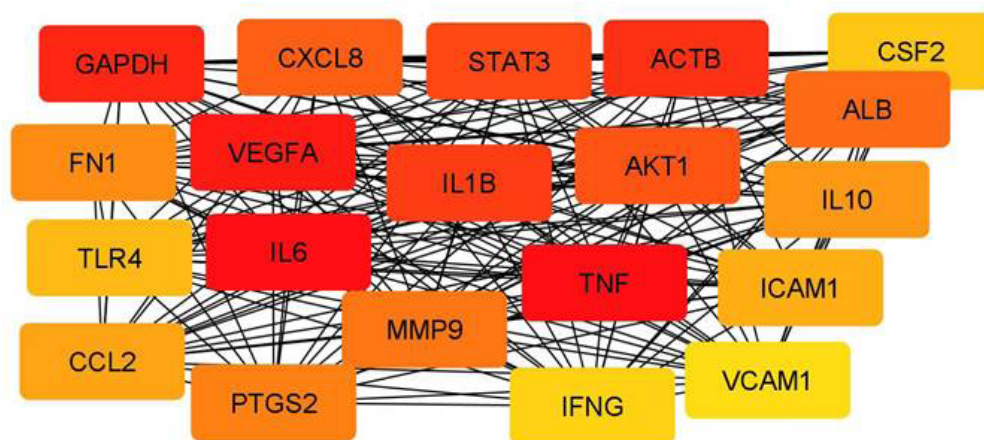 GAPDH
CXCL8
STAT3
ACTB
CSF2
ALB
FN1
VEGFA
IL1B
AKT1
IL10
TLR4
IL6
TNF
ICAM1
MMP9
CCL2
PTGS2
IFNG
VCAM1